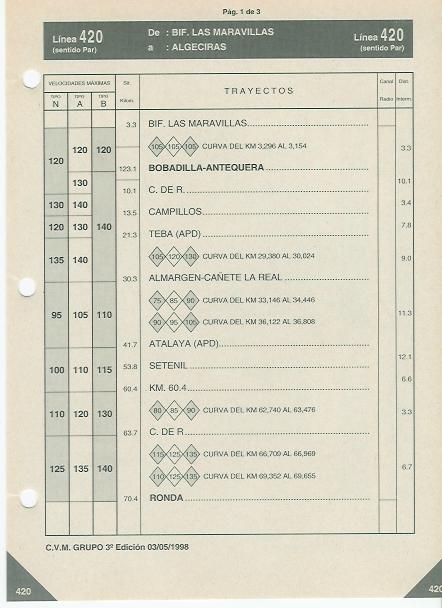 Pág. 1 de 3
Línea 420 De : BIF. LAS MARAVILLAS Línea 420
(sentido Par) a : ALGECIRAS (sentido Par)
VELOCIDADES MÁXIMAS Sit. TRAYECTOS Canal Dist.
TIPO TIPO TIPO
N A B Kilom. Radio Interm.
3.3 BIF. LAS MARAVILLAS
120 120 105 105 105 CURVA DEL KM 3,296 AL 3,154 3.3
120
123.1 BOBADILLA-ANTEQUERA
130 10.1
10.1 C. DE R.
130 140 3.4
13.5 CAMPILLOS
120 130 140 7.8
21.3 TEBA (APD)
135 140 105 120 130 CURVA DEL KM 29,380 AL 30,024 9.0
30.3 ALMARGEN-CAÑETE LA REAL
75 85 90 CURVA DEL KM 33,146 AL 34,446
95 105 110 11.3
90 95 105 CURVA DEL KM 36,122 AL 36,808
41.7 ATALAYA (APD)
12.1
100 110 115 53.8 SETENIL
6.6
60.4 KM. 60.4
110 120 130 80 85 90 CURVA DEL KM 62,740 AL 63,476 3.3
63.7 C. DE R
115 125 135 CURVA DEL KM 66,709 AL 66,969
125 135 140 6.7
110 125 135 CURVA DEL KM 69,352 AL 69,655
70.4 RONDA
C.V.M. GRUPO 3º Edición 03/05/1998
420 420